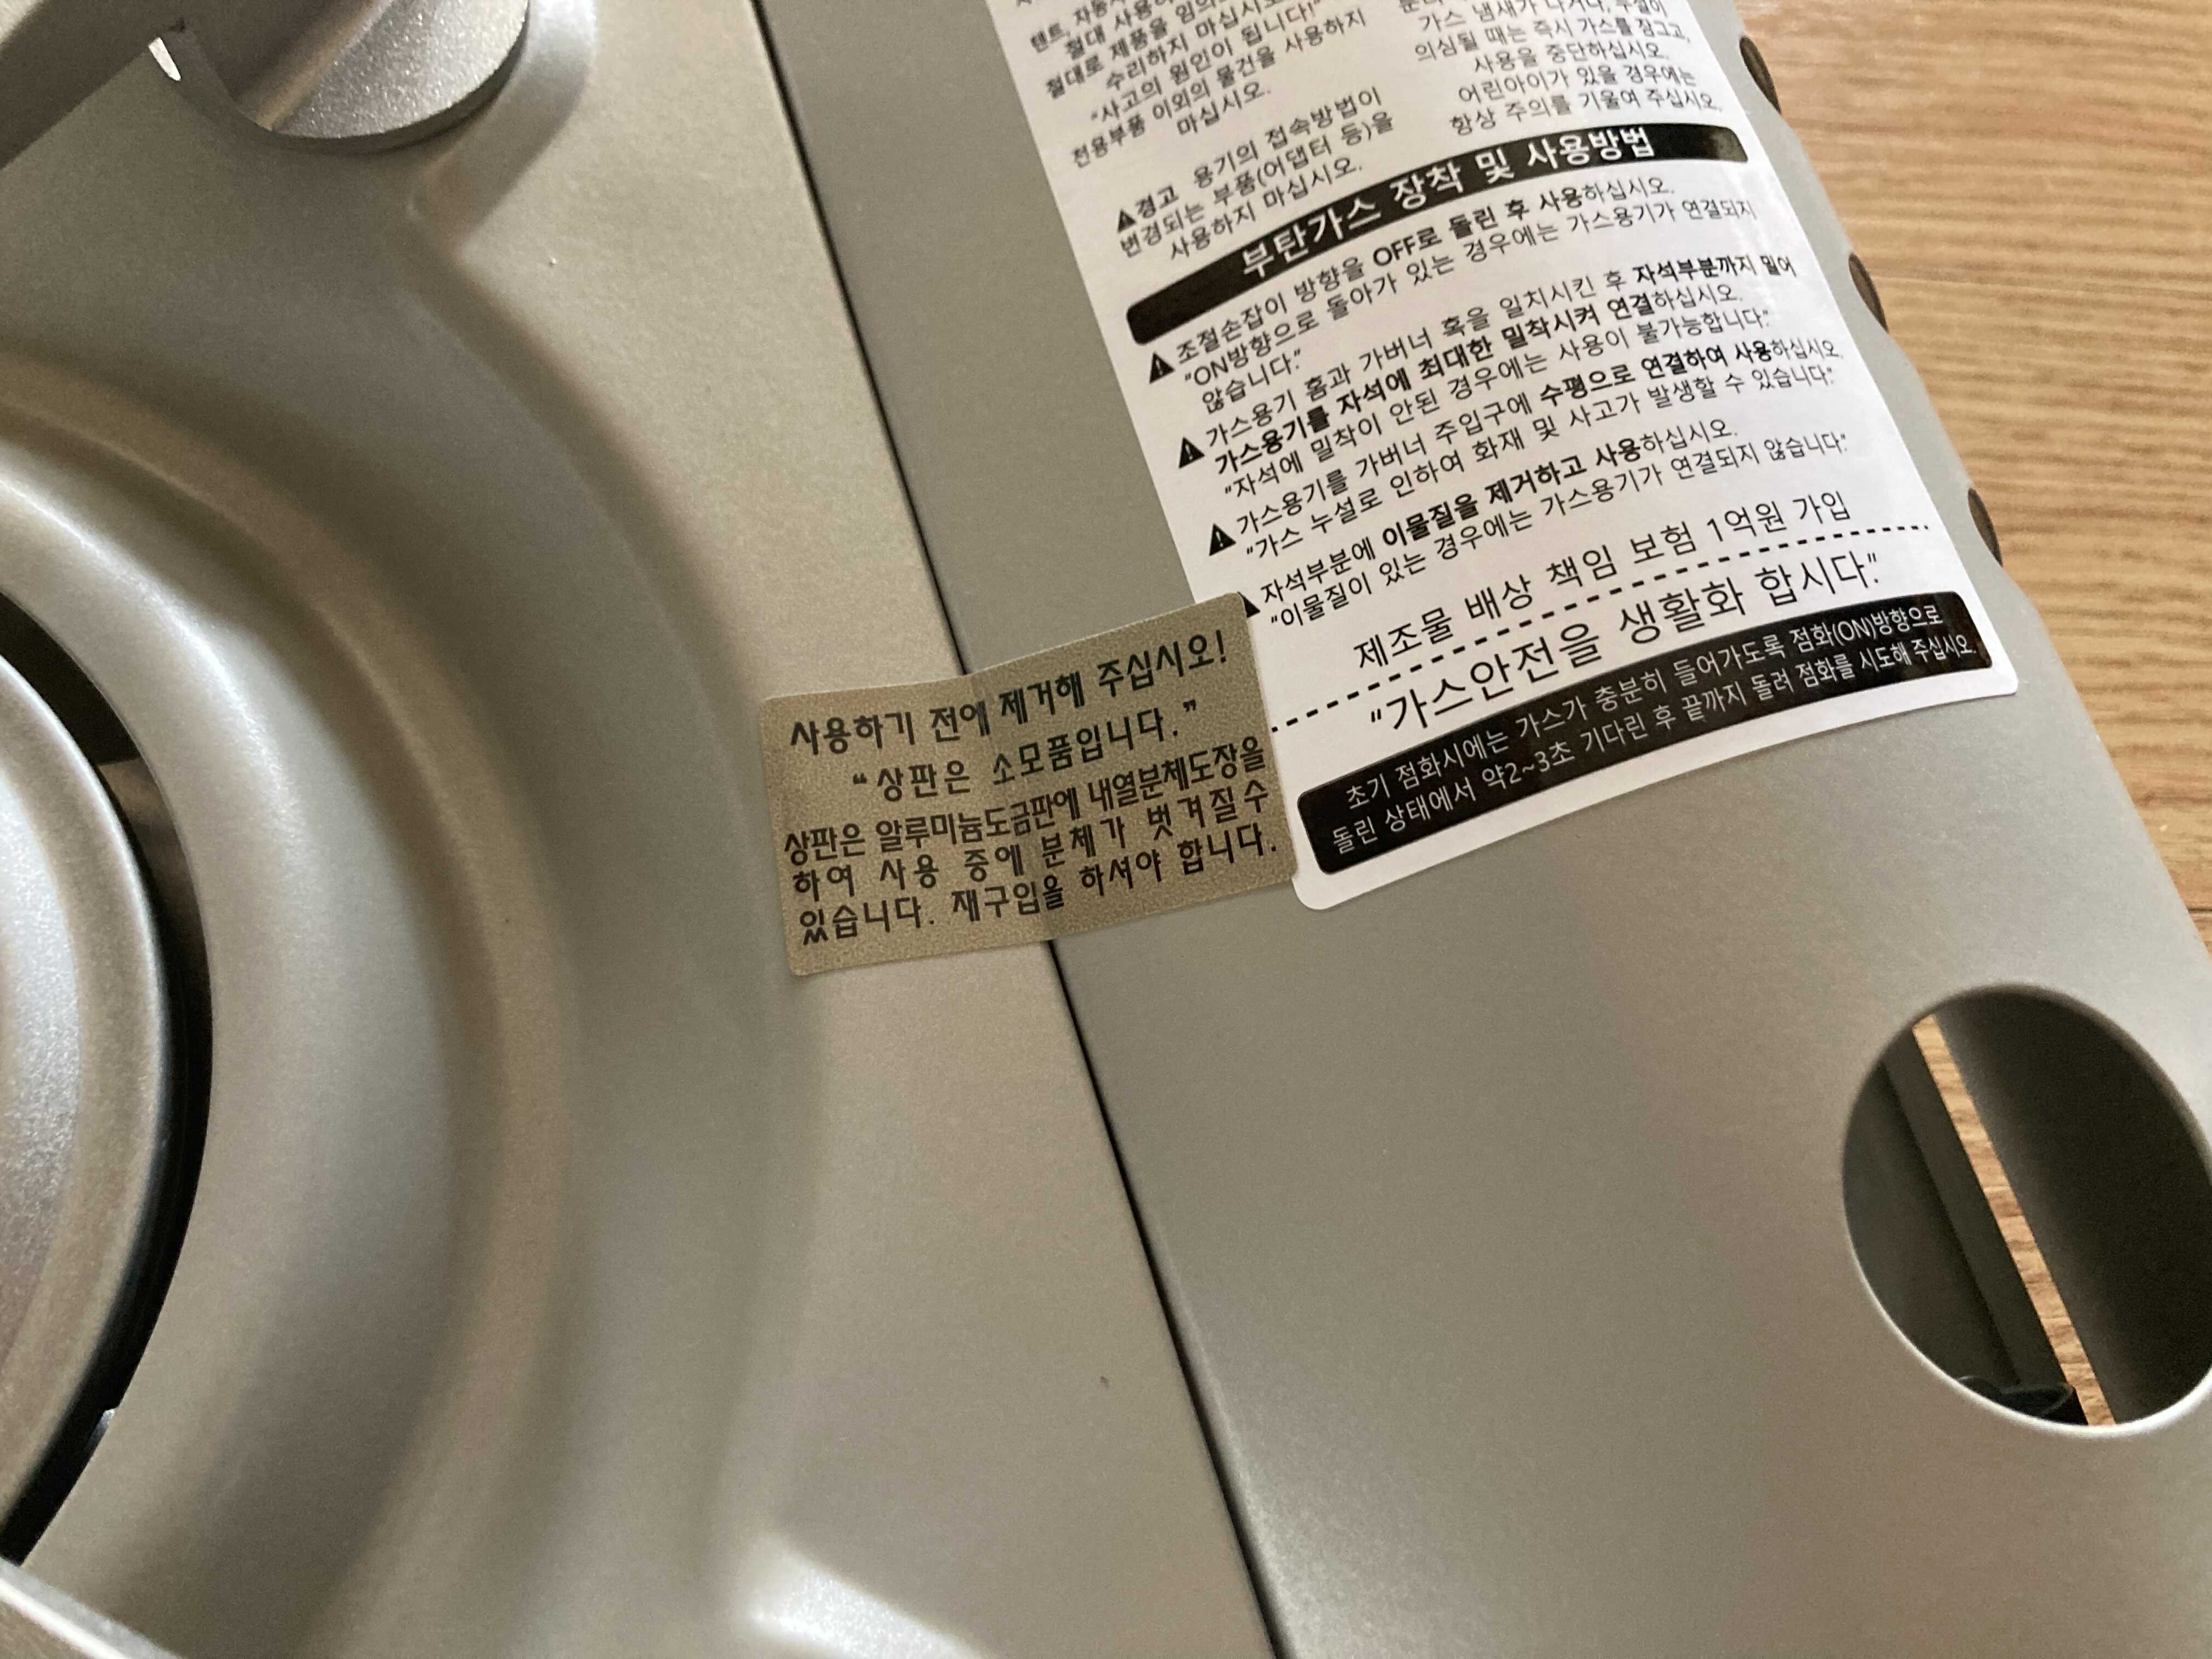 텐트, 자동차
절대 사용하
절대로 제품을 임의로
수리하지 마십시오
"사고의 원인이 됩니다!"
전용부품 이외의 물건을 사용하지
마십시오.
경고 용기의 접속방법이
변경되는 부품(어댑터 등)을
사용하지 마십시오.
가스 냄새가 나거나, 누설이
의심될 때는 즉시 가스를 잠그고,
사용을 중단하십시오.
어린아이가 있을 경우에는
항상 주의를 기울여 주십시오.
부탄가스 장착 및 사용방법
조절손잡이 방향을 OFF로 돌린 후 사용하십시오.
"ON방향으로 돌아가 있는 경우에는 가스용기가 연결되지
않습니다."
가스용기 홈과 가버너 혹을 일치시킨 후 자석부분까지 밀어
가스용기를 자석에 최대한 밀착시켜 연결하십시오.
"자석에 밀착이 안된 경우에는 사용이 불가능합니다."
가스용기를 가버너 주입구에 수평으로 연결하여 사용하십시오.
"가스 누설로 인하여 화재 및 사고가 발생할 수 있습니다."
자석부분에 이물질을 제거하고 사용하십시오.
"이물질이 있는 경우에는 가스용기가 연결되지 않습니다."
제조물 배상 책임 보험 1억원 가입
"가스안전을 생활화 합시다."
초기 점화시에는 가스가 충분히 들어가도록 점화(ON)방향으로
돌린 상태에서 약2~3초 기다린 후 끝까지 돌려 점화를 시도해 주십시오.
사용하기 전에 제거해 주십시오!
"상판은 소모품입니다."
상판은 알루미늄도금판에 내열분체도장을
하여 사용 중에 분체가 벗겨질수
있습니다. 재구입을 하셔야 합니다.